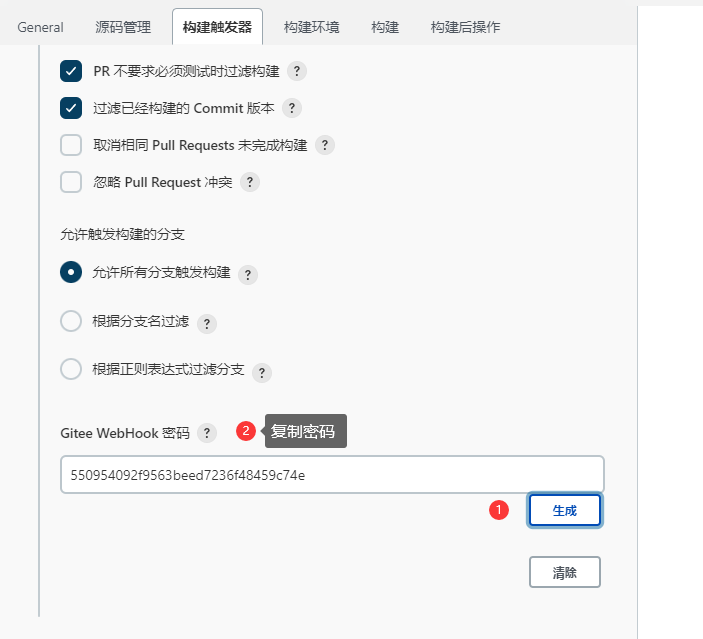 General 源码管理 构建触发器 构建环境 构建 构建后操作
PR 不要求必须测试时过滤构建 ?
过滤已经构建的 Commit 版本 ?
取消相同 Pull Requests 未完成构建 ?
忽略 Pull Request 冲突 ?
允许触发构建的分支
允许所有分支触发构建 ?
根据分支名过滤 ?
根据正则表达式过滤分支 ?
Gitee WebHook 密码 ? 2 复制密码
550954092f9563beed7236f48459c74e
1 生成
清除